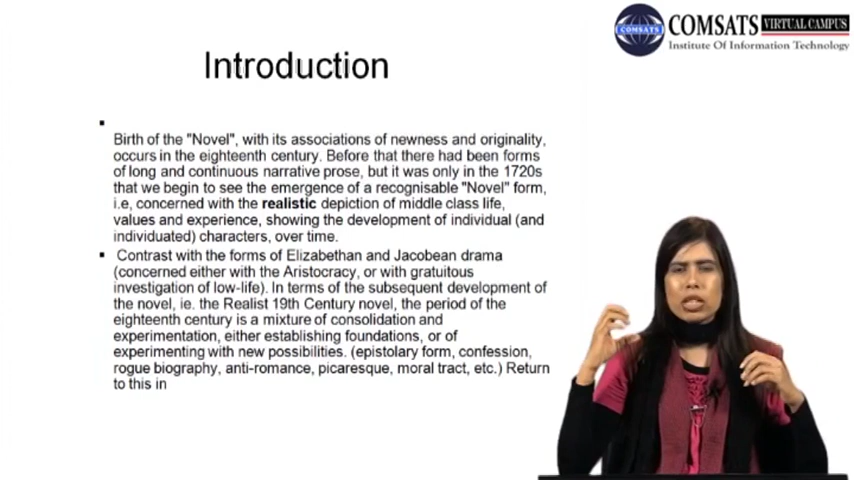 COMSATS VIRTUAL CAMPUS
Institute Of Information Technology
COMSATS
Introduction
Birth of the "Novel", with its associations of newness and originality,
occurs in the eighteenth century. Before that there had been forms
of long and continuous narrative prose, but it was only in the 1720s
that we begin to see the emergence of a recognisable "Novel" form,
i.e, concerned with the realistic depiction of middle class life,
values and experience, showing the development of individual (and
individuated) characters, over time.
Contrast with the forms of Elizabethan and Jacobean drama
(concerned either with the Aristocracy, or with gratuitous
investigation of low-life). In terms of the subsequent development of
the novel, ie. the Realist 19th Century novel, the period of the
eighteenth century is a mixture of consolidation and
experimentation, either establishing foundations, or of
experimenting with new possibilities. (epistolary form, confession,
rogue biography, anti-romance, picaresque, moral tract, etc.) Return
to this in